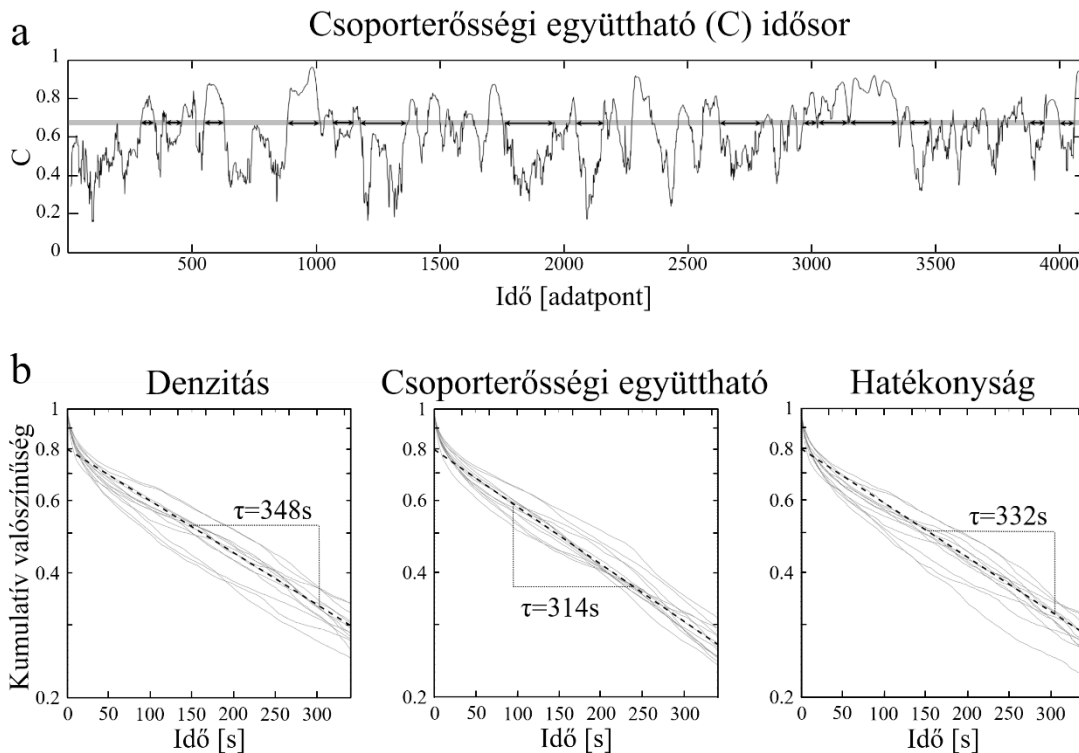 a
Csoporterősségi együttható (C) idősor
C
1
0.8
0.6
0.4
0.2
0
500 1000 1500 2000 2500 3000 3500 4000
Idő [adatpont]
b
Denzitás
Kumulatív valószínűség
1
0.8
0.6
0.4
0.2
τ=348s
0 50 100 150 200 250 300
Idő [s]
Csoporterősségi együttható
1
0.8
0.6
0.4
0.2
τ=314s
0 50 100 150 200 250 300
Idő [s]
Hatékonyság
1
0.8
0.6
0.4
0.2
τ=332s
0 50 100 150 200 250 300
Idő [s]